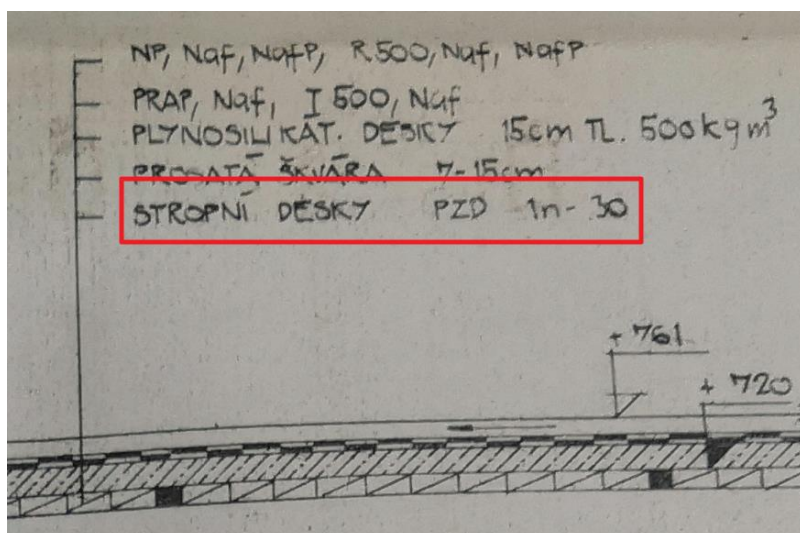 NP, Naf, NafP, R500, Naf, NafP
PRAP, Naf, I 500, Naf
PLYNOSILIKÁT. DESKY 15cm TL. 500kgm³
PROSATÁ ŠKVÁRA 7-15cm
STROPNÍ DESKY PZD 1n-30
+ 761
+ 720